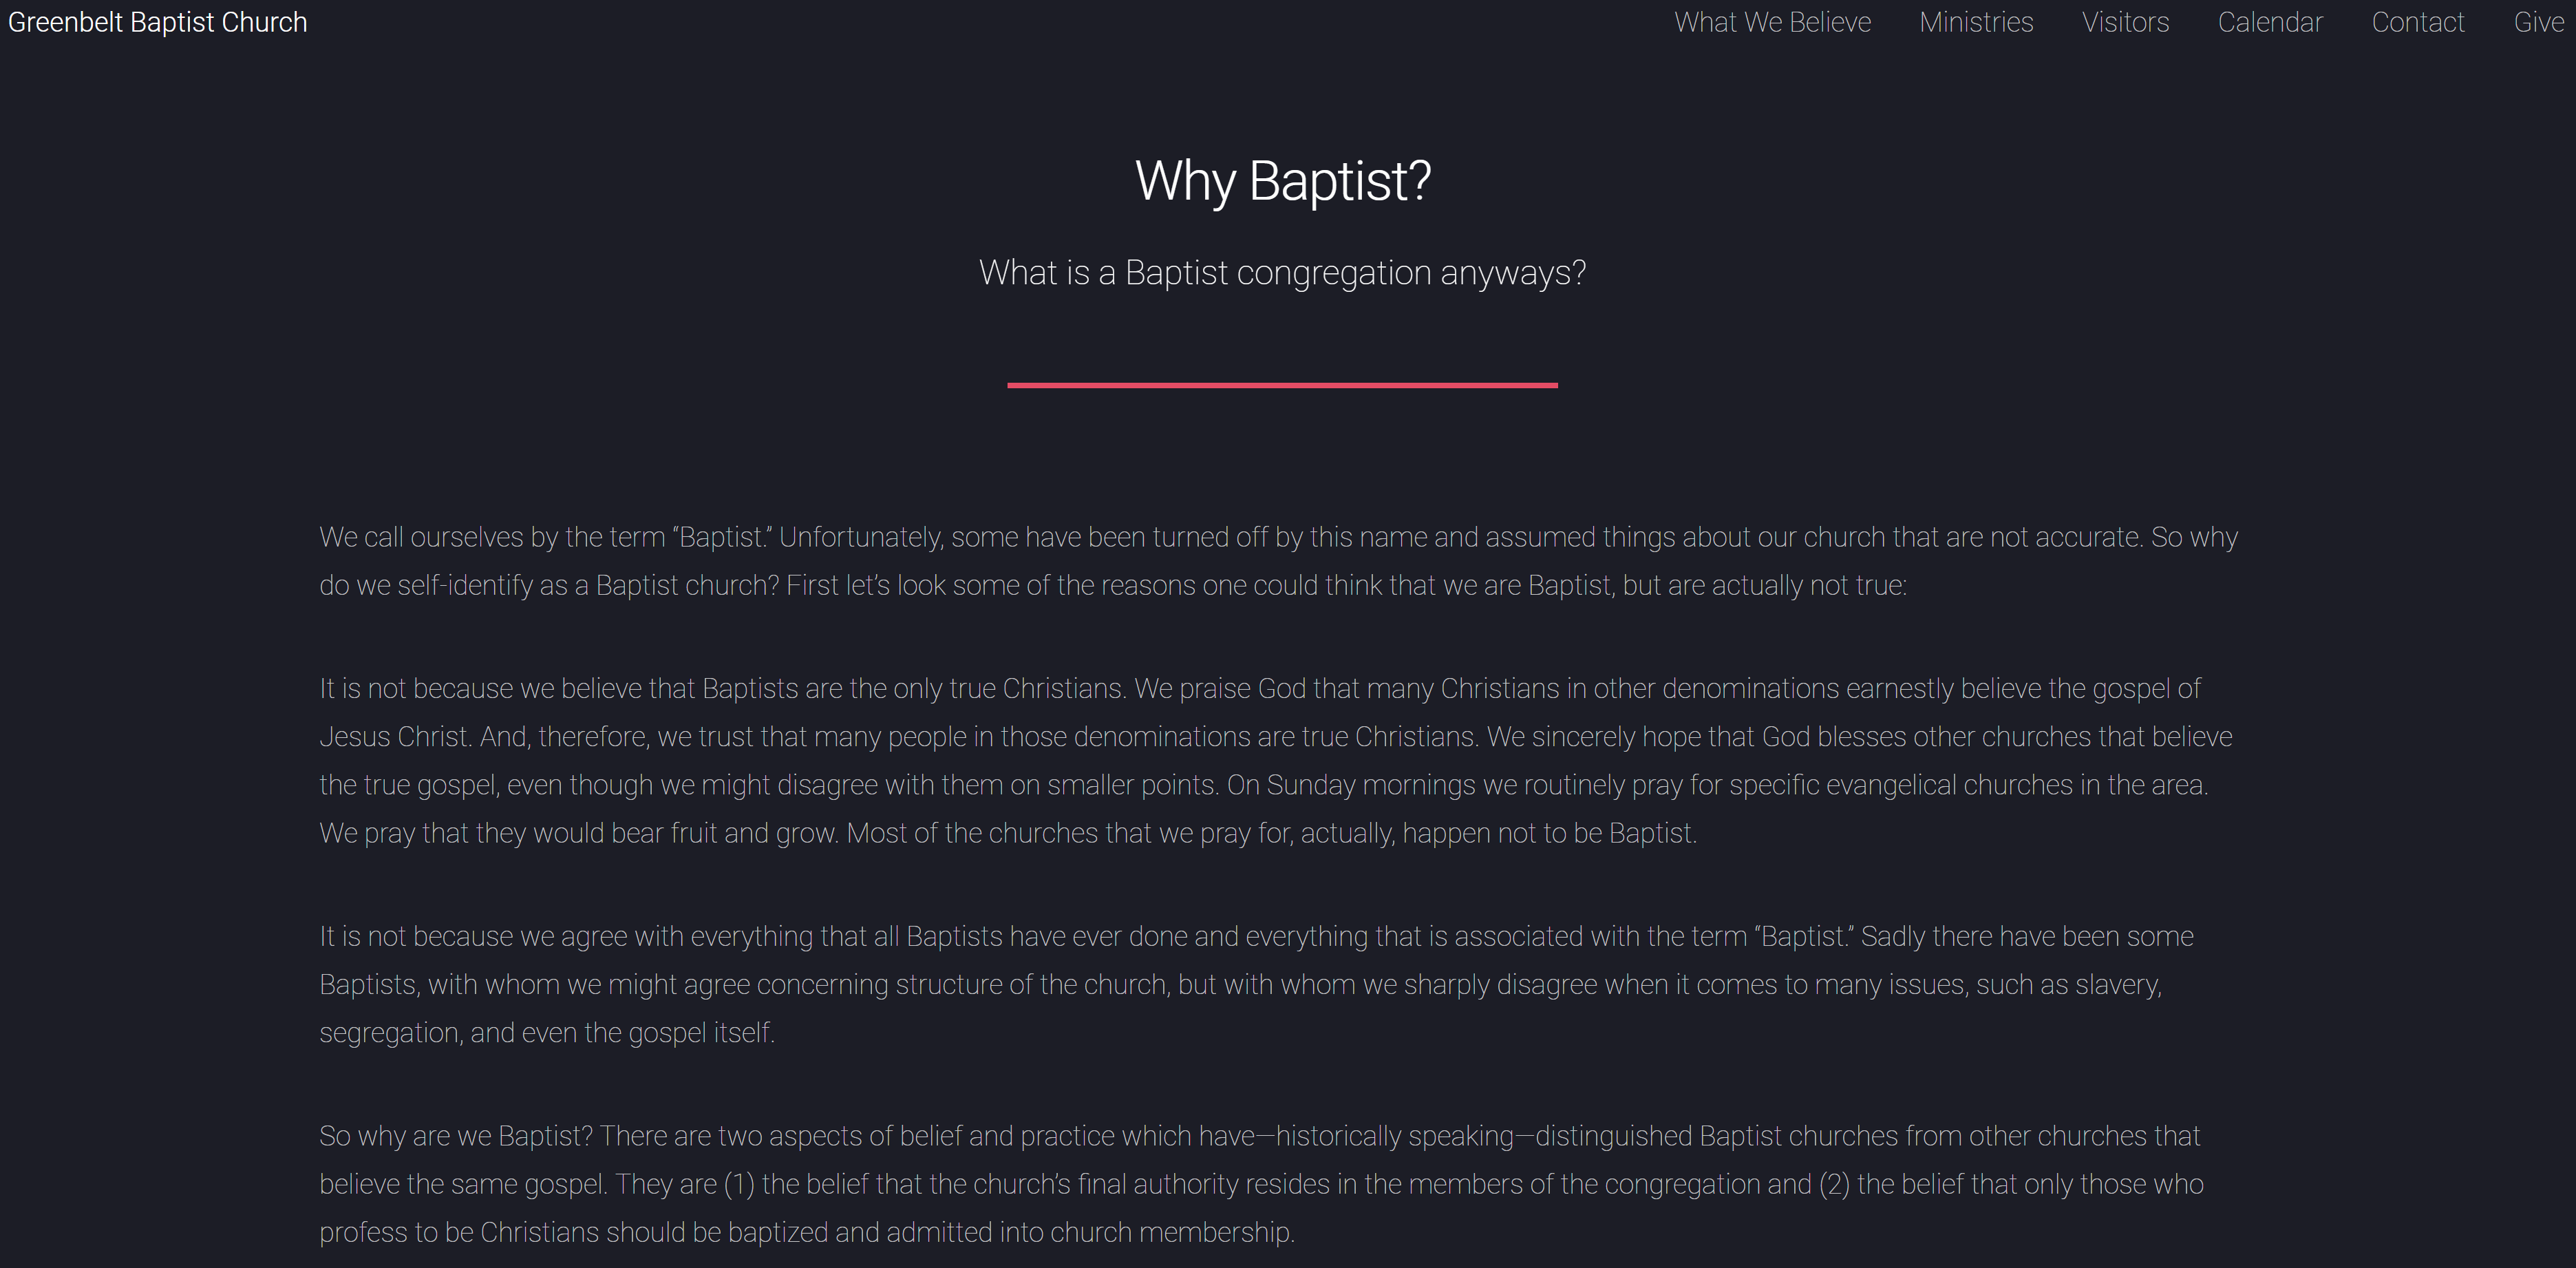 Greenbelt Baptist Church
What We Believe Ministries Visitors Calendar Contact Give
Why Baptist?
What is a Baptist congregation anyways?
We call ourselves by the term “Baptist.” Unfortunately, some have been turned off by this name and assumed things about our church that are not accurate. So why
do we self-identify as a Baptist church? First let’s look some of the reasons one could think that we are Baptist, but are actually not true:
It is not because we believe that Baptists are the only true Christians. We praise God that many Christians in other denominations earnestly believe the gospel of
Jesus Christ. And, therefore, we trust that many people in those denominations are true Christians. We sincerely hope that God blesses other churches that believe
the true gospel, even though we might disagree with them on smaller points. On Sunday mornings we routinely pray for specific evangelical churches in the area.
We pray that they would bear fruit and grow. Most of the churches that we pray for, actually, happen not to be Baptist.
It is not because we agree with everything that all Baptists have ever done and everything that is associated with the term “Baptist.” Sadly there have been some
Baptists, with whom we might agree concerning structure of the church, but with whom we sharply disagree when it comes to many issues, such as slavery,
segregation, and even the gospel itself.
So why are we Baptist? There are two aspects of belief and practice which have—historically speaking—distinguished Baptist churches from other churches that
believe the same gospel. They are (1) the belief that the church’s final authority resides in the members of the congregation and (2) the belief that only those who
profess to be Christians should be baptized and admitted into church membership.